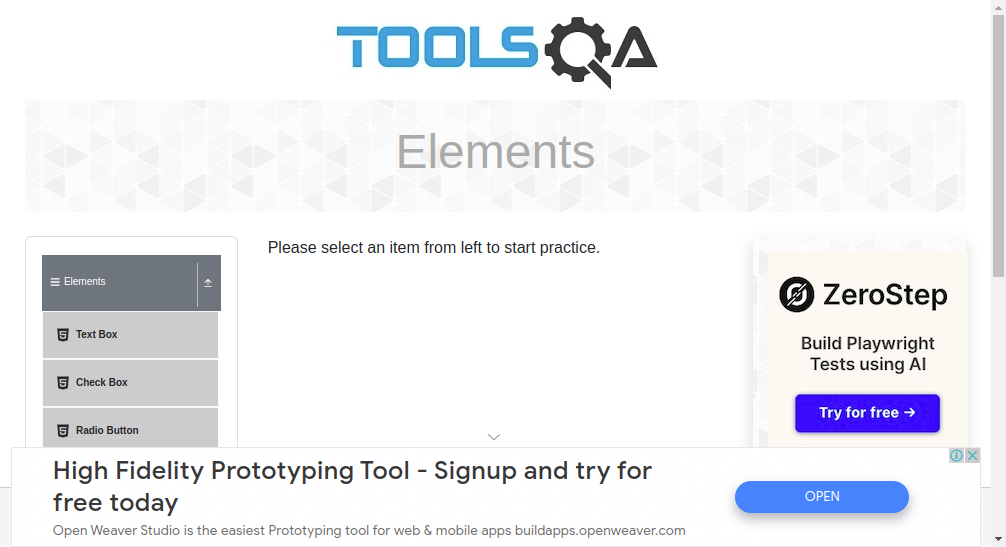 TOOLSQA
Elements
Elements
Text Box
Check Box
Radio Button
Please select an item from left to start practice.
ZeroStep
Build Playwright
Tests using AI
Try for free →
High Fidelity Prototyping Tool - Signup and try for
free today
Open Weaver Studio is the easiest Prototyping tool for web & mobile apps buildapps.openweaver.com
OPEN